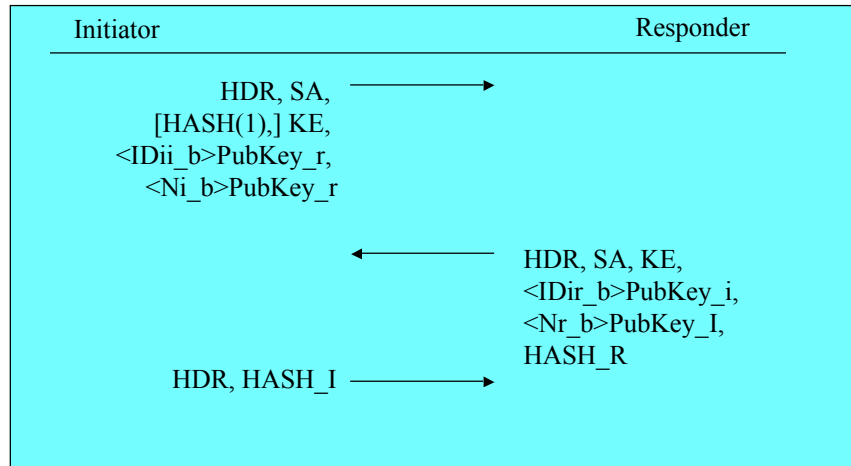 Initiator
Responder
HDR, SA,
[HASH(1),] KE,
<IDii_b>PubKey_r,
<Ni_b>PubKey_r
HDR, SA, KE,
<IDir_b>PubKey_i,
<Nr_b>PubKey_I,
HASH_R
HDR, HASH_I